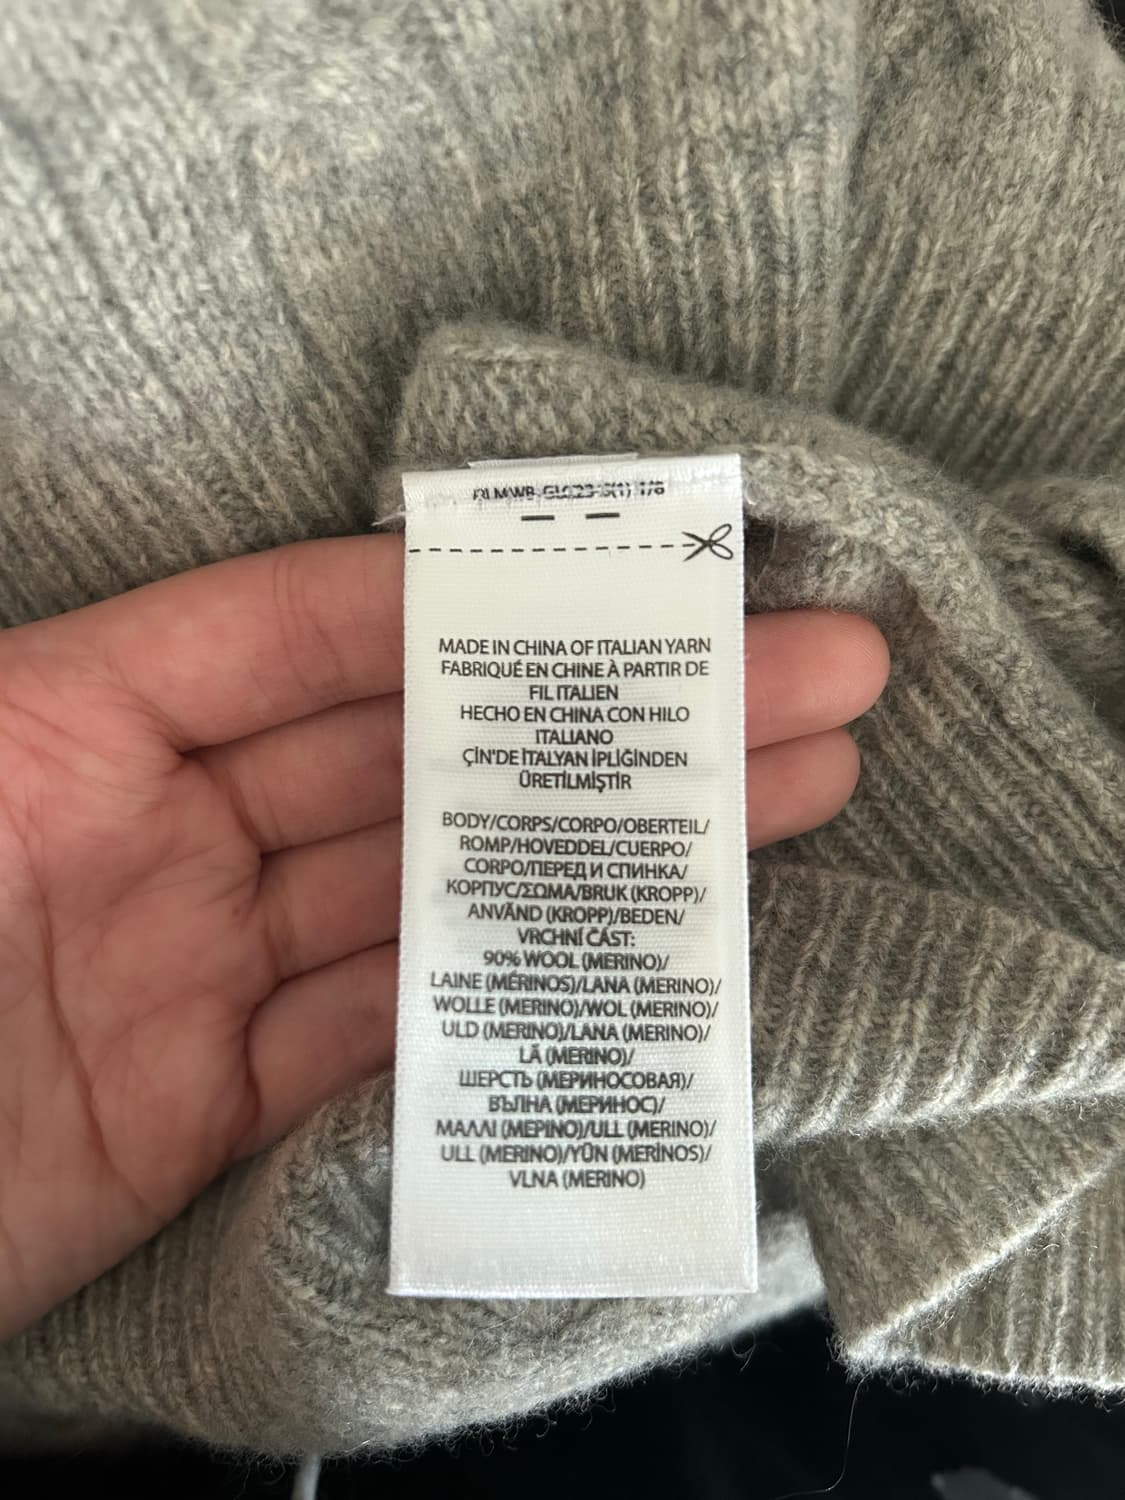 1/8
MADE IN CHINA OF ITALIAN YARN
FABRIQUÉ EN CHINE À PARTIR DE
FIL ITALIEN
HECHO EN CHINA CON HILO
ITALIANO
ÇİN'DE İTALYAN İPLİĞİNDEN
ÜRETİLMİŞTİR
BODY/CORPS/CORPO/OBERTEIL/
ROMP/HOVEDDEL/CUERPO/
CORPO/ПЕРЕД И СПИНКА/
КОРПУС/ΣΩΜΑ/BRUK (KROPP)/
ANVÄND (KROPP)/BEDEN/
VRCHNÍ ČÁST:
90% WOOL (MERINO)/
LAINE (MÉRINOS)/LANA (MERINO)/
WOLLE (MERINO)/WOL (MERINO)/
ULD (MERINO)/LANA (MERINO)/
LÃ (MERINO)/
ШЕРСТЬ (МЕРИНОСОВАЯ)/
ВЪЛНА (МЕРИНОС)/
ΜΑΛΛΙ (ΜΕΡΙΝΟ)/ULL (MERINO)/
ULL (MERINO)/YÜN (MERİNOS)/
VLNA (MERINO)